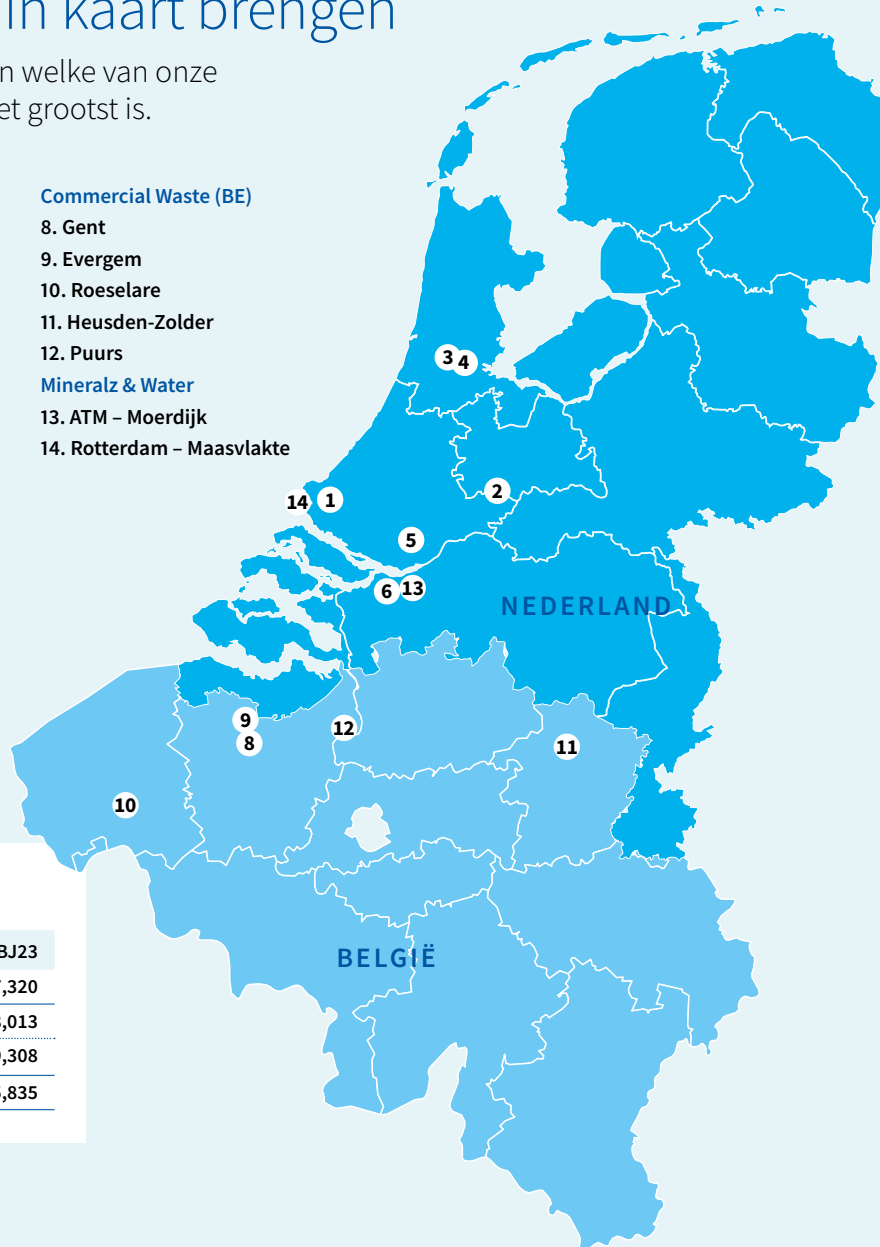 in kaart brengen
welke van onze
grootst is.
Commercial Waste (BE)
8. Gent
9. Evergem
10. Roeselare
11. Heusden-Zolder
12. Puurs
Mineralz & Water
13. ATM – Moerdijk
14. Rotterdam – Maasvlakte
3
4
14
1
2
5
6
13
NEDERLAND
9
8
12
11
10
BELGIË
BJ23
,320
,013
,308
,835